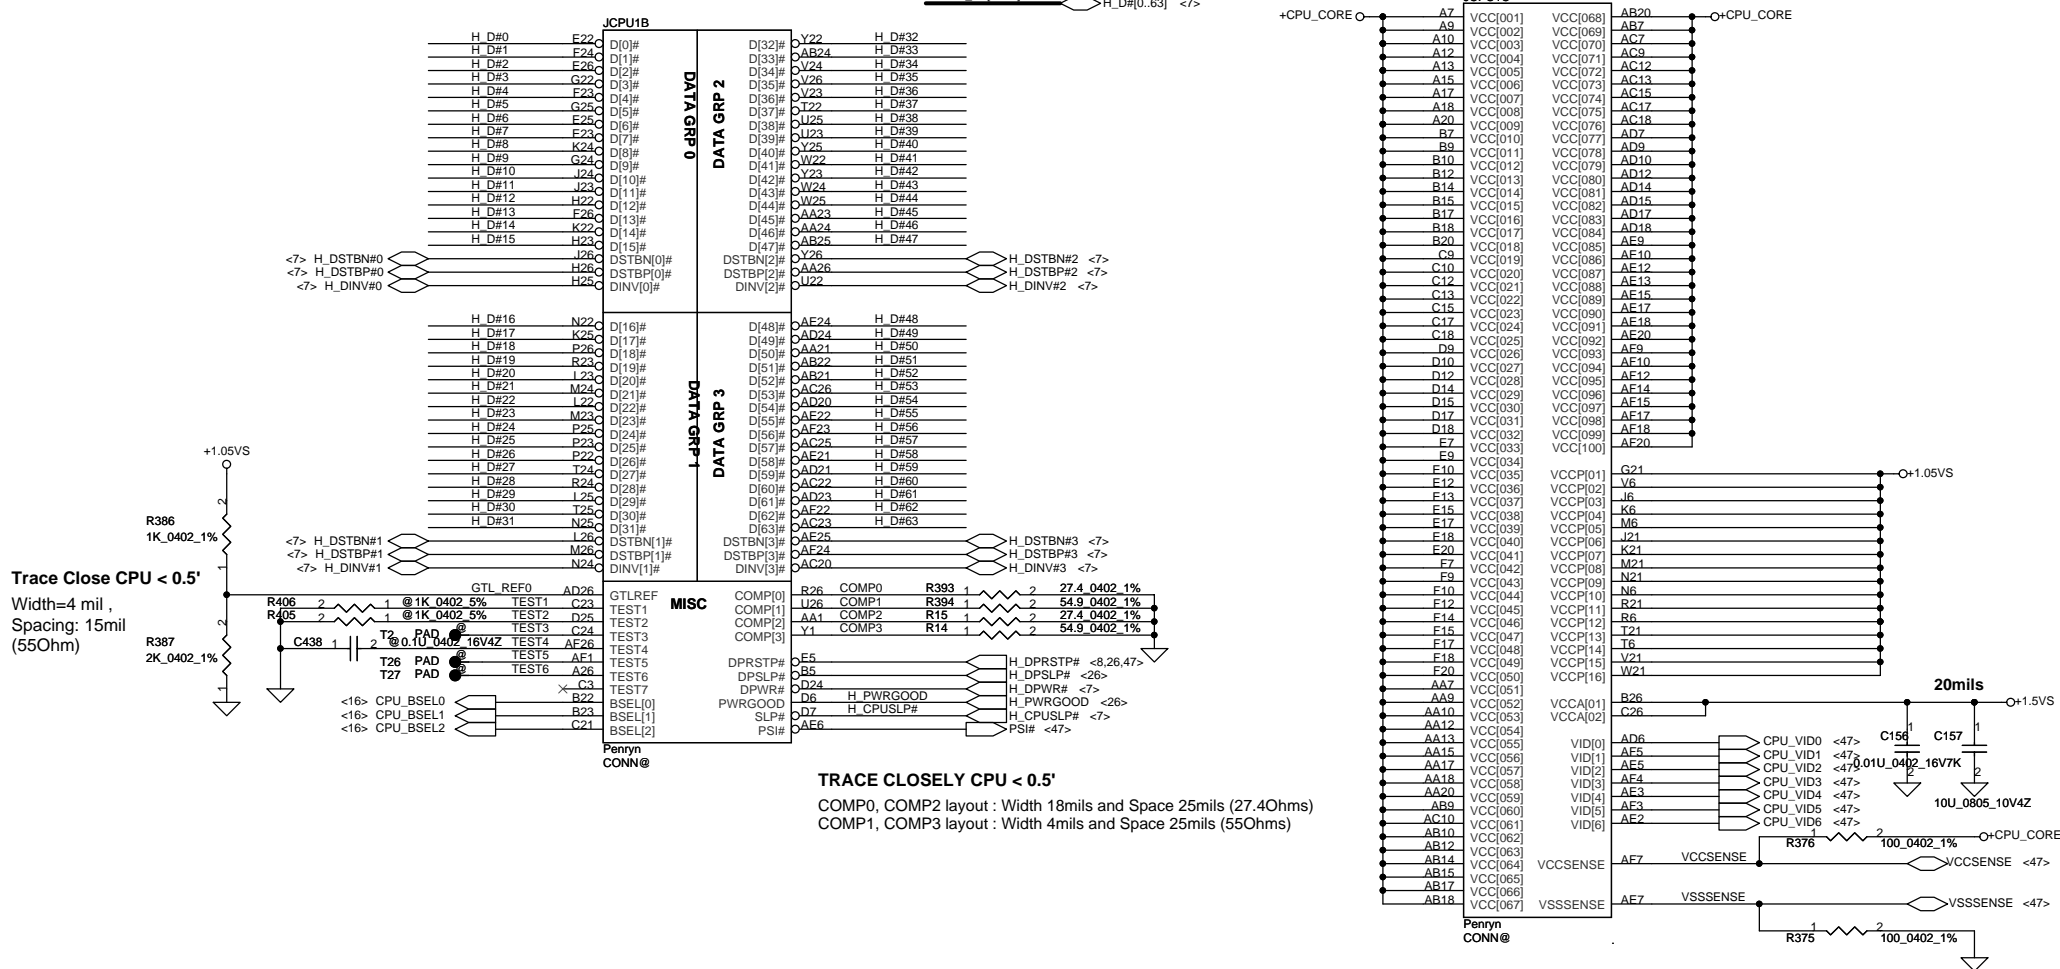 H_D#[0..63] <7>
JCPU1B
H_D#0 E22 D[0]# D[32]# Y22 H_D#32
H_D#1 F24 D[1]# D[33]# AB24 H_D#33
H_D#2 E26 D[2]# D[34]# V24 H_D#34
H_D#3 G22 D[3]# D[35]# V26 H_D#35
H_D#4 F23 D[4]# D[36]# V23 H_D#36
H_D#5 G25 D[5]# D[37]# T22 H_D#37
H_D#6 E25 D[6]# D[38]# U25 H_D#38
H_D#7 E23 D[7]# D[39]# U23 H_D#39
H_D#8 K24 D[8]# D[40]# Y25 H_D#40
H_D#9 G24 D[9]# D[41]# W22 H_D#41
H_D#10 J24 D[10]# D[42]# Y23 H_D#42
H_D#11 J23 D[11]# D[43]# W24 H_D#43
H_D#12 H22 D[12]# D[44]# W25 H_D#44
H_D#13 F26 D[13]# D[45]# AA23 H_D#45
H_D#14 K22 D[14]# D[46]# AA24 H_D#46
H_D#15 H23 D[15]# D[47]# AB25 H_D#47
<7> H_DSTBN#0 J26 DSTBN[0]# DSTBN[2]# Y26 H_DSTBN#2 <7>
<7> H_DSTBP#0 H26 DSTBP[0]# DSTBP[2]# AA26 H_DSTBP#2 <7>
<7> H_DINV#0 H25 DINV[0]# DINV[2]# U22 H_DINV#2 <7>
DATA GRP 0
DATA GRP 2
H_D#16 N22 D[16]# D[48]# AE24 H_D#48
H_D#17 K25 D[17]# D[49]# AD24 H_D#49
H_D#18 P26 D[18]# D[50]# AA21 H_D#50
H_D#19 R23 D[19]# D[51]# AB22 H_D#51
H_D#20 L23 D[20]# D[52]# AB21 H_D#52
H_D#21 M24 D[21]# D[53]# AC26 H_D#53
H_D#22 L22 D[22]# D[54]# AD20 H_D#54
H_D#23 M23 D[23]# D[55]# AE22 H_D#55
H_D#24 P25 D[24]# D[56]# AF23 H_D#56
H_D#25 P23 D[25]# D[57]# AC25 H_D#57
H_D#26 P22 D[26]# D[58]# AE21 H_D#58
H_D#27 T24 D[27]# D[59]# AD21 H_D#59
H_D#28 R24 D[28]# D[60]# AC22 H_D#60
H_D#29 L25 D[29]# D[61]# AD23 H_D#61
H_D#30 T25 D[30]# D[62]# AF22 H_D#62
H_D#31 N25 D[31]# D[63]# AC23 H_D#63
<7> H_DSTBN#1 L26 DSTBN[1]# DSTBN[3]# AE25 H_DSTBN#3 <7>
<7> H_DSTBP#1 M26 DSTBP[1]# DSTBP[3]# AF24 H_DSTBP#3 <7>
<7> H_DINV#1 N24 DINV[1]# DINV[3]# AC20 H_DINV#3 <7>
DATA GRP 1
DATA GRP 3
+1.05VS
2
R386
1K_0402_1%
1
Trace Close CPU < 0.5'
Width=4 mil ,
Spacing: 15mil
(55Ohm)
2
R387
2K_0402_1%
1
GTL_REF0 AD26 GTLREF MISC COMP[0] R26 COMP0 R393 1 2 27.4_0402_1%
R406 2 1 @1K_0402_5% TEST1 C23 TEST1 COMP[1] U26 COMP1 R394 1 2 54.9_0402_1%
R405 2 1 @1K_0402_5% TEST2 D25 TEST2 COMP[2] AA1 COMP2 R15 1 2 27.4_0402_1%
T2 PAD @ TEST3 C24 TEST3 COMP[3] Y1 COMP3 R14 1 2 54.9_0402_1%
C438 1 2 @0.1U_0402_16V4Z TEST4 AF26 TEST4
T26 PAD @ TEST5 AF1 TEST5 DPRSTP# E5 H_DPRSTP# <8,26,47>
T27 PAD @ TEST6 A26 TEST6 DPSLP# B5 H_DPSLP# <26>
C3 TEST7 DPWR# D24 H_DPWR# <7>
<16> CPU_BSEL0 B22 BSEL[0] PWRGOOD D6 H_PWRGOOD H_PWRGOOD <26>
<16> CPU_BSEL1 B23 BSEL[1] SLP# D7 H_CPUSLP# H_CPUSLP# <7>
<16> CPU_BSEL2 C21 BSEL[2] PSI# AE6 PSI# <47>
Penryn
CONN@
TRACE CLOSELY CPU < 0.5'
COMP0, COMP2 layout : Width 18mils and Space 25mils (27.4Ohms)
COMP1, COMP3 layout : Width 4mils and Space 25mils (55Ohms)
+CPU_CORE A7 VCC[001] VCC[068] AB20 +CPU_CORE
A9 VCC[002] VCC[069] AB7
A10 VCC[003] VCC[070] AC7
A12 VCC[004] VCC[071] AC9
A13 VCC[005] VCC[072] AC12
A15 VCC[006] VCC[073] AC13
A17 VCC[007] VCC[074] AC15
A18 VCC[008] VCC[075] AC17
A20 VCC[009] VCC[076] AC18
B7 VCC[010] VCC[077] AD7
B9 VCC[011] VCC[078] AD9
B10 VCC[012] VCC[079] AD10
B12 VCC[013] VCC[080] AD12
B14 VCC[014] VCC[081] AD14
B15 VCC[015] VCC[082] AD15
B17 VCC[016] VCC[083] AD17
B18 VCC[017] VCC[084] AD18
B20 VCC[018] VCC[085] AE9
C9 VCC[019] VCC[086] AE10
C10 VCC[020] VCC[087] AE12
C12 VCC[021] VCC[088] AE13
C13 VCC[022] VCC[089] AE15
C15 VCC[023] VCC[090] AE17
C17 VCC[024] VCC[091] AE18
C18 VCC[025] VCC[092] AE20
D9 VCC[026] VCC[093] AF9
D10 VCC[027] VCC[094] AF10
D12 VCC[028] VCC[095] AF12
D14 VCC[029] VCC[096] AF14
D15 VCC[030] VCC[097] AF15
D17 VCC[031] VCC[098] AF17
D18 VCC[032] VCC[099] AF18
E7 VCC[033] VCC[100] AF20
E9 VCC[034]
E10 VCC[035] VCCP[01] G21 +1.05VS
E12 VCC[036] VCCP[02] V6
E13 VCC[037] VCCP[03] J6
E15 VCC[038] VCCP[04] K6
E17 VCC[039] VCCP[05] M6
E18 VCC[040] VCCP[06] J21
E20 VCC[041] VCCP[07] K21
F7 VCC[042] VCCP[08] M21
F9 VCC[043] VCCP[09] N21
F10 VCC[044] VCCP[10] N6
F12 VCC[045] VCCP[11] R21
F14 VCC[046] VCCP[12] R6
F15 VCC[047] VCCP[13] T21
F17 VCC[048] VCCP[14] T6
F18 VCC[049] VCCP[15] V21
F20 VCC[050] VCCP[16] W21
AA7 VCC[051] 20mils
AA9 VCC[052] VCCA[01] B26 +1.5VS
AA10 VCC[053] VCCA[02] C26
AA12 VCC[054]
AA13 VCC[055] VID[0] AD6 CPU_VID0 <47>
AA15 VCC[056] VID[1] AF5 CPU_VID1 <47>
AA17 VCC[057] VID[2] AE5 CPU_VID2 <47>
AA18 VCC[058] VID[3] AF4 CPU_VID3 <47>
AA20 VCC[059] VID[4] AE3 CPU_VID4 <47>
AB9 VCC[060] VID[5] AF3 CPU_VID5 <47>
AC10 VCC[061] VID[6] AE2 CPU_VID6 <47>
AB10 VCC[062]
AB12 VCC[063]
AB14 VCC[064] VCCSENSE AF7 VCCSENSE VCCSENSE <47>
AB15 VCC[065]
AB17 VCC[066]
AB18 VCC[067] VSSSENSE AE7 VSSSENSE VSSSENSE <47>
1 C156 2
0.01U_0402_16V7K
1 C157 2
10U_0805_10V4Z
R376 1 2 100_0402_1% +CPU_CORE
R375 1 2 100_0402_1%
Penryn
CONN@